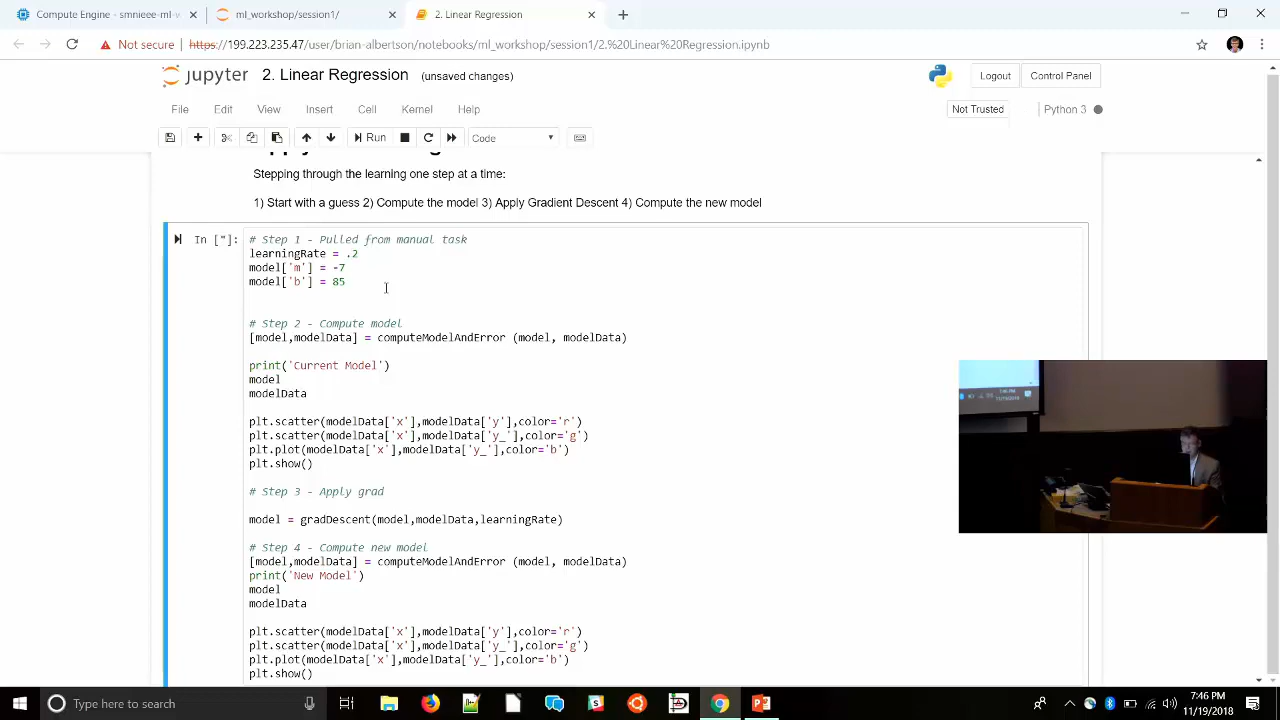 Compute Engine - smnieee-ml-v
ml_workshop/session1/
2. Linear Regression
Not secure
https://199.223.235.47/user/brian-albertson/notebooks/ml_workshop/session1/2.%20Linear%20Regression.ipynb
jupyter
2. Linear Regression
(unsaved changes)
Logout
Control Panel
File
Edit
View
Insert
Cell
Kernel
Help
Not Trusted
Python 3
Run
Code
Stepping through the learning one step at a time:
1) Start with a guess 2) Compute the model 3) Apply Gradient Descent 4) Compute the new model
In [*]:
# Step 1 - Pulled from manual task
learningRate = .2
model['m'] = -7
model['b'] = 85
# Step 2 - Compute model
[model,modelData] = computeModelAndError (model, modelData)
print('Current Model')
model
modelData
plt.scatter(modelData['x'],modelData['y'],color='r')
plt.scatter(modelData['x'],modelData['y_'],color='g')
plt.plot(modelData['x'],modelData['y_'],color='b')
plt.show()
# Step 3 - Apply grad
model = gradDescent(model,modelData,learningRate)
# Step 4 - Compute new model
[model,modelData] = computeModelAndError (model, modelData)
print('New Model')
model
modelData
plt.scatter(modelData['x'],modelData['y'],color='r')
plt.scatter(modelData['x'],modelData['y_'],color='g')
plt.plot(modelData['x'],modelData['y_'],color='b')
plt.show()
7:46 PM
11/19/2018
Type here to search
7:46 PM
11/19/2018